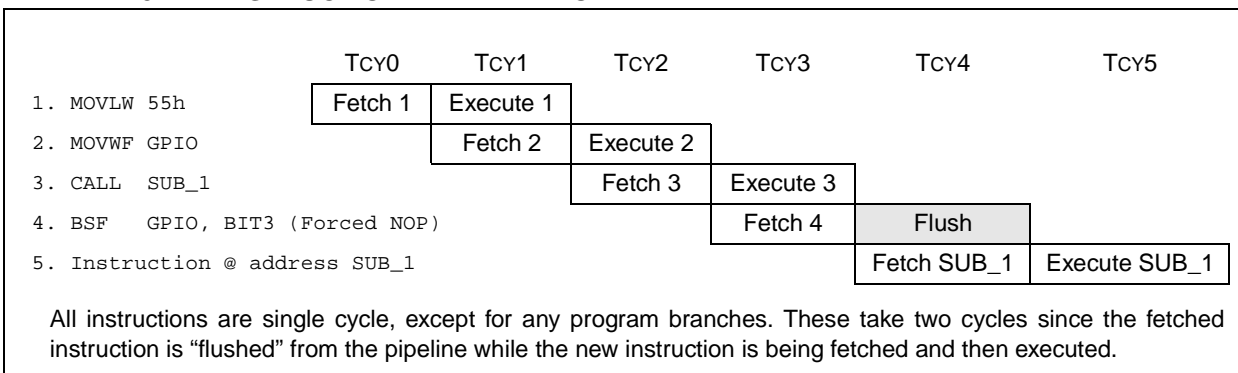 TCY0 TCY1 TCY2 TCY3 TCY4 TCY5
1. MOVLW 55h Fetch 1 Execute 1
2. MOVWF GPIO Fetch 2 Execute 2
3. CALL SUB_1 Fetch 3 Execute 3
4. BSF GPIO, BIT3 (Forced NOP) Fetch 4 Flush
5. Instruction @ address SUB_1 Fetch SUB_1 Execute SUB_1
All instructions are single cycle, except for any program branches. These take two cycles since the fetched
instruction is “flushed” from the pipeline while the new instruction is being fetched and then executed.